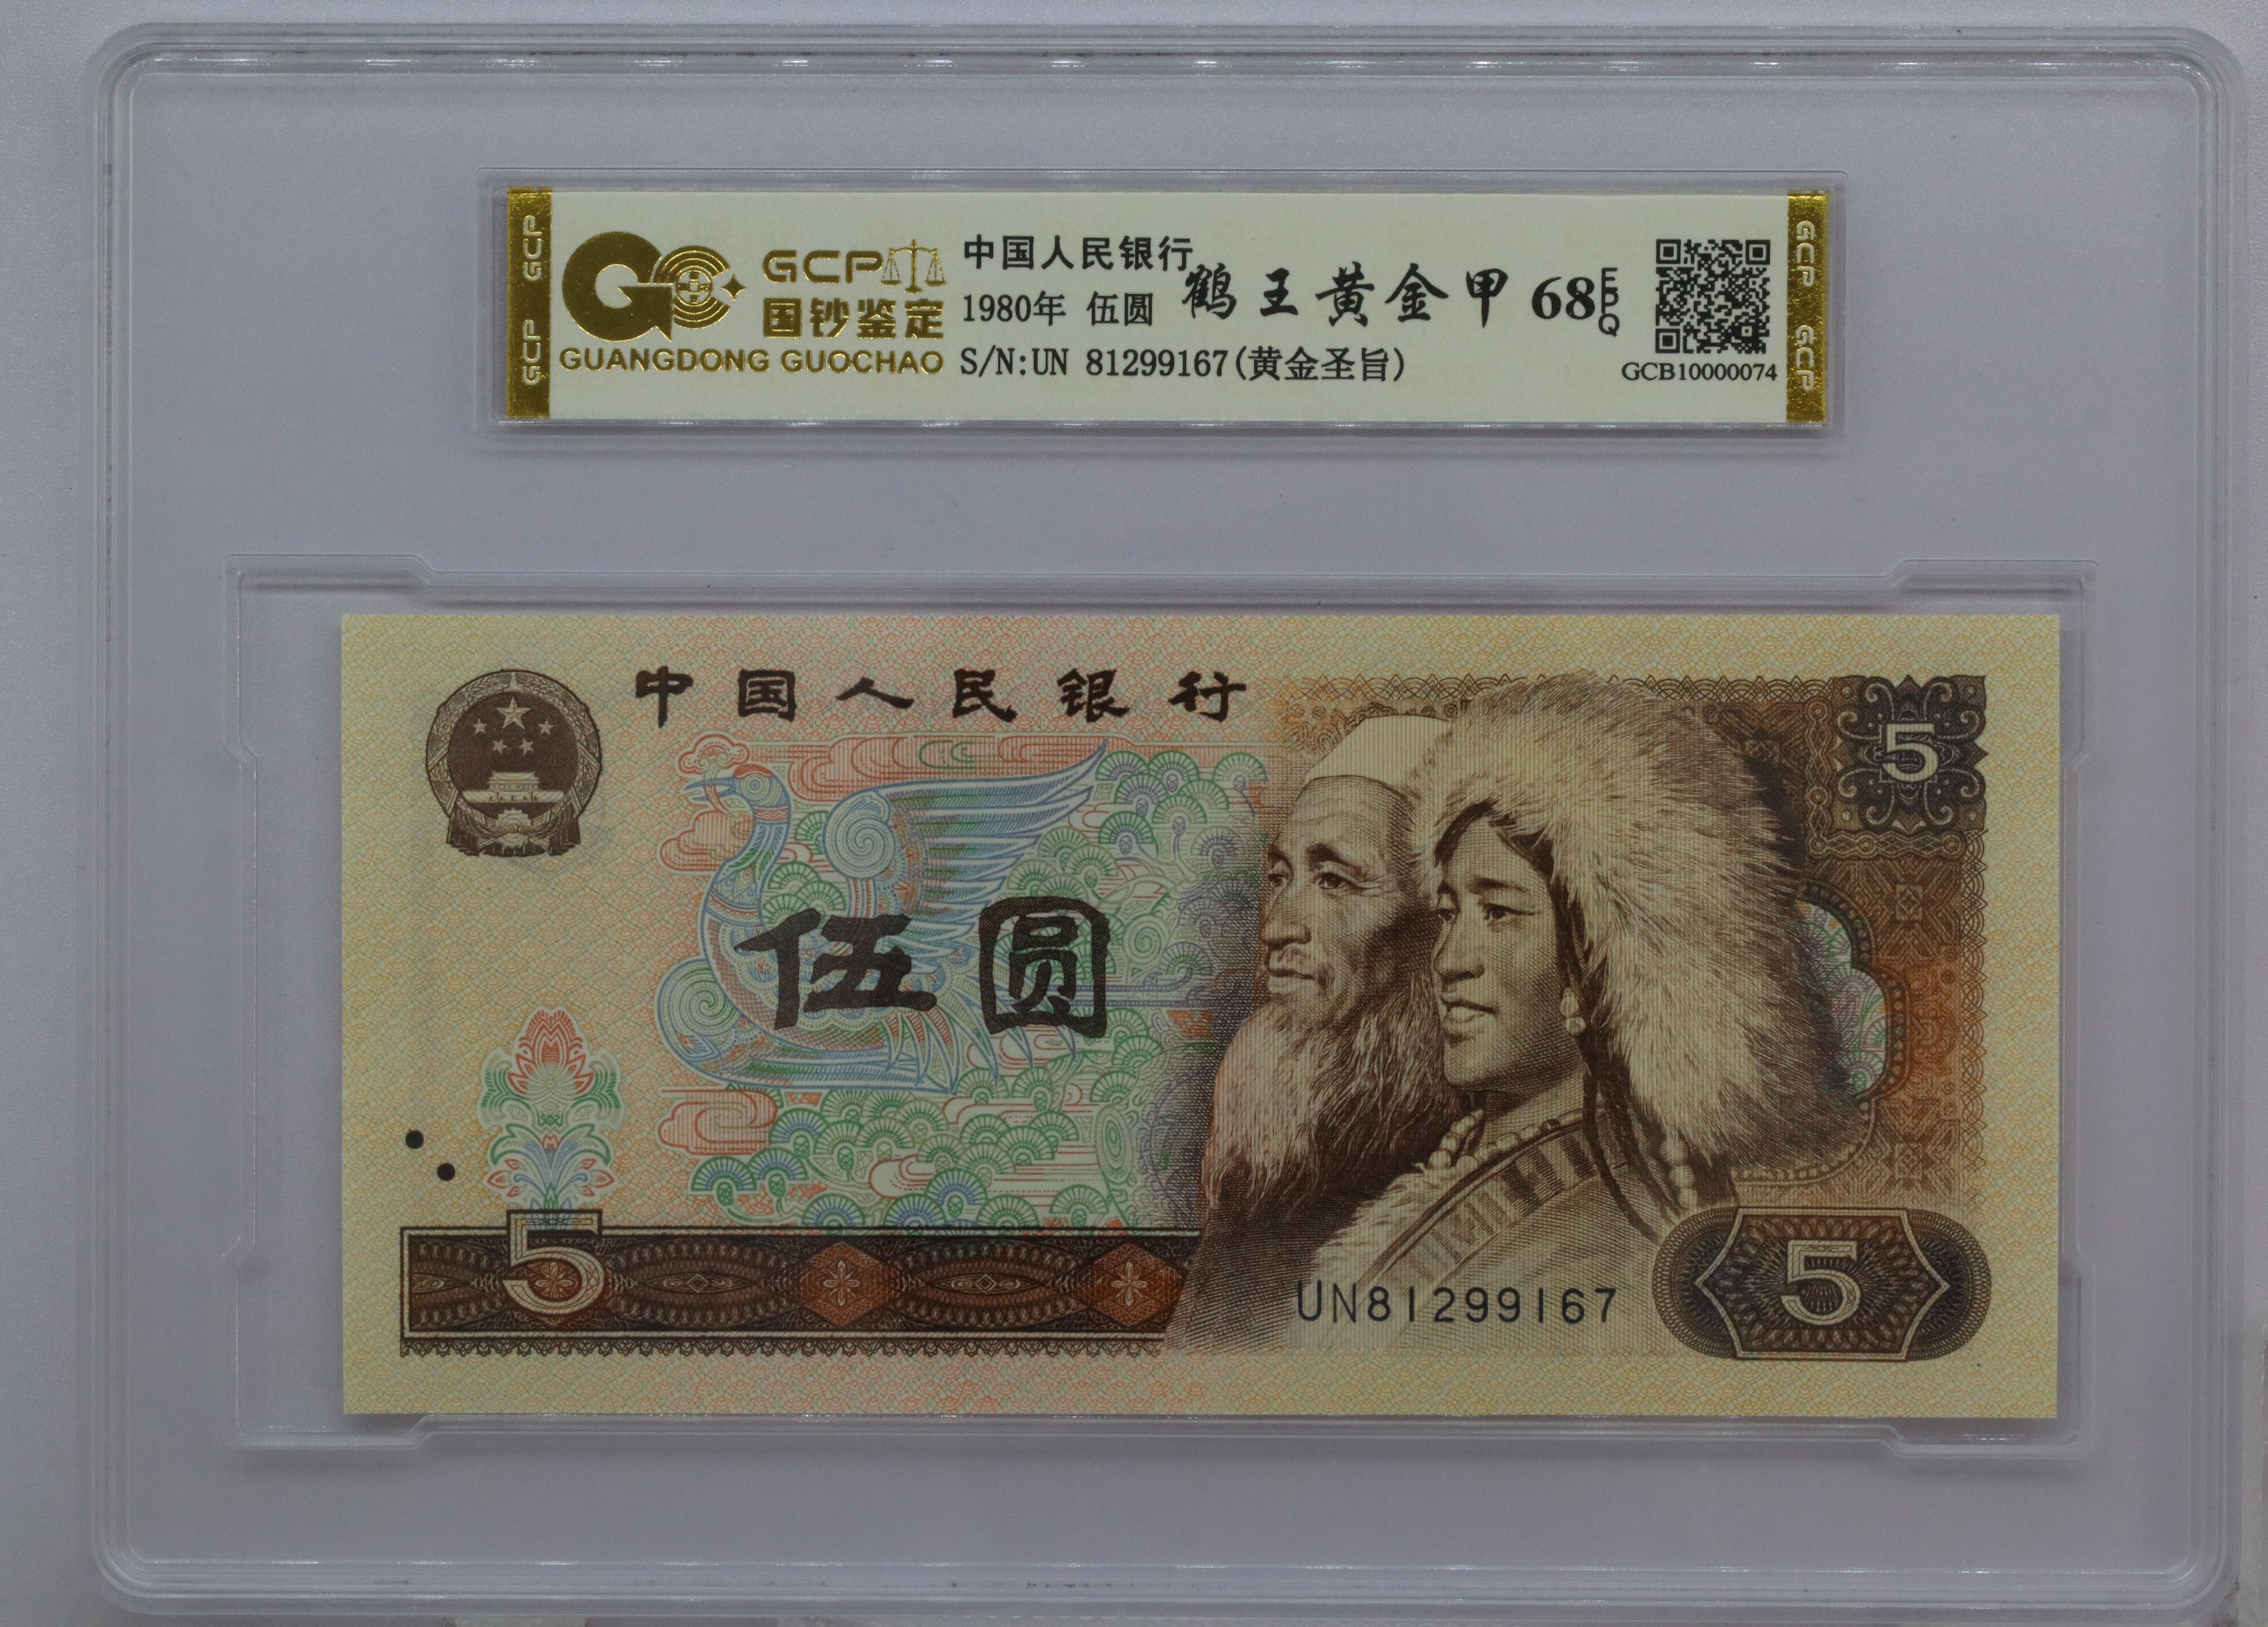 GCP GCP
GCP
国钞鉴定
GUANGDONG GUOCHAO
中国人民银行
1980年 伍圆
鹤王黄金甲
68 EPQ
S/N:UN 81299167(黄金圣旨)
GCB10000074
GCP GCP
中国人民银行
5
伍圆
5
UN81299167
5